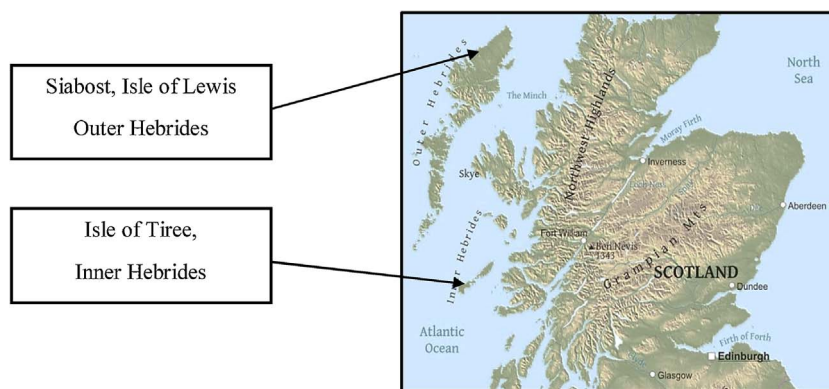 Siabost, Isle of Lewis
Outer Hebrides
Isle of Tiree,
Inner Hebrides
Outer Hebrides
The Minch
North
Sea
Northwest Highlands
Moray Firth
Skye
Inverness
Loch Ness
Aberdeen
Inner Hebrides
Fort William
Ben Nevis
1343
Grampian Mts
SCOTLAND
Dundee
Atlantic
Ocean
Firth of Forth
Edinburgh
Glasgow